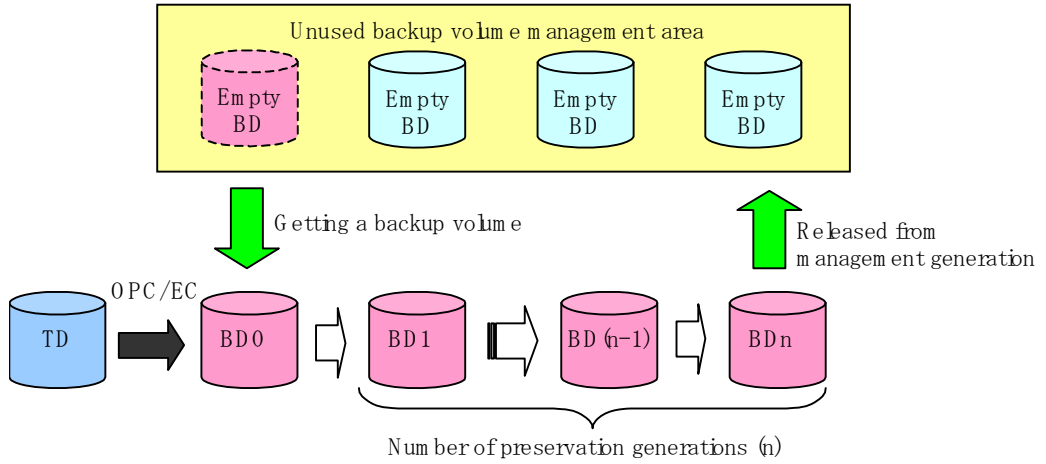 Unused backup volume management area
Empty
BD
Empty
BD
Empty
BD
Empty
BD
Getting a backup volume
Released from
management generation
OPC/EC
TD
BD0
BD1
BD(n-1)
BDn
Number of preservation generations (n)